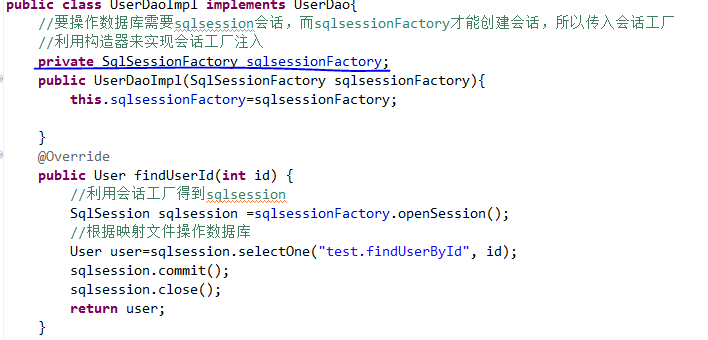 public class UserDaoImpl implements UserDao{
//要操作数据库需要sqlsession会话，而sqlsessionFactory才能创建会话，所以传入会话工厂
//利用构造器来实现会话工厂注入
private SqlSessionFactory sqlsessionFactory;
public UserDaoImpl(SqlSessionFactory sqlsessionFactory){
this.sqlsessionFactory=sqlsessionFactory;
}
@Override
public User findUserId(int id) {
//利用会话工厂得到sqlsession
SqlSession sqlsession =sqlsessionFactory.openSession();
//根据映射文件操作数据库
User user=sqlsession.selectOne("test.findUserById", id);
sqlsession.commit();
sqlsession.close();
return user;
}